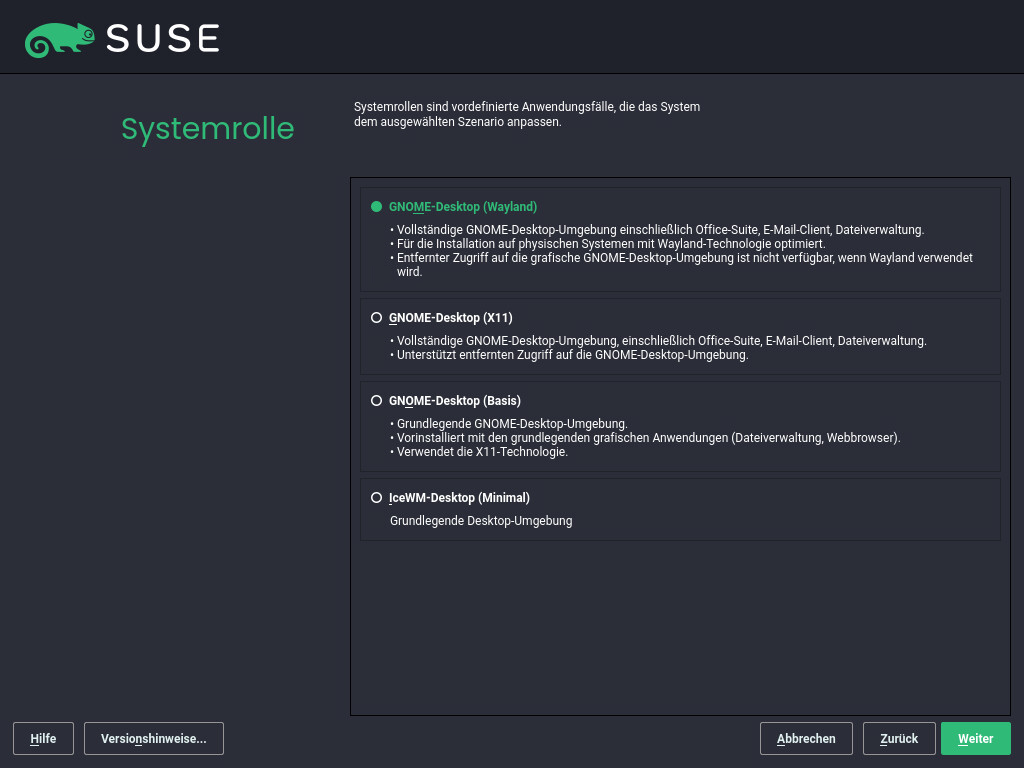 SUSE
Systemrolle
Systemrollen sind vordefinierte Anwendungsfälle, die das System
dem ausgewählten Szenario anpassen.
GNOME-Desktop (Wayland)
• Vollständige GNOME-Desktop-Umgebung einschließlich Office-Suite, E-Mail-Client, Dateiverwaltung.
• Für die Installation auf physischen Systemen mit Wayland-Technologie optimiert.
• Entfernter Zugriff auf die grafische GNOME-Desktop-Umgebung ist nicht verfügbar, wenn Wayland verwendet
wird.
GNOME-Desktop (X11)
• Vollständige GNOME-Desktop-Umgebung, einschließlich Office-Suite, E-Mail-Client, Dateiverwaltung.
• Unterstützt entfernten Zugriff auf die GNOME-Desktop-Umgebung.
GNOME-Desktop (Basis)
• Grundlegende GNOME-Desktop-Umgebung.
• Vorinstalliert mit den grundlegenden grafischen Anwendungen (Dateiverwaltung, Webbrowser).
• Verwendet die X11-Technologie.
IceWM-Desktop (Minimal)
Grundlegende Desktop-Umgebung
Hilfe
Versionshinweise...
Abbrechen
Zurück
Weiter